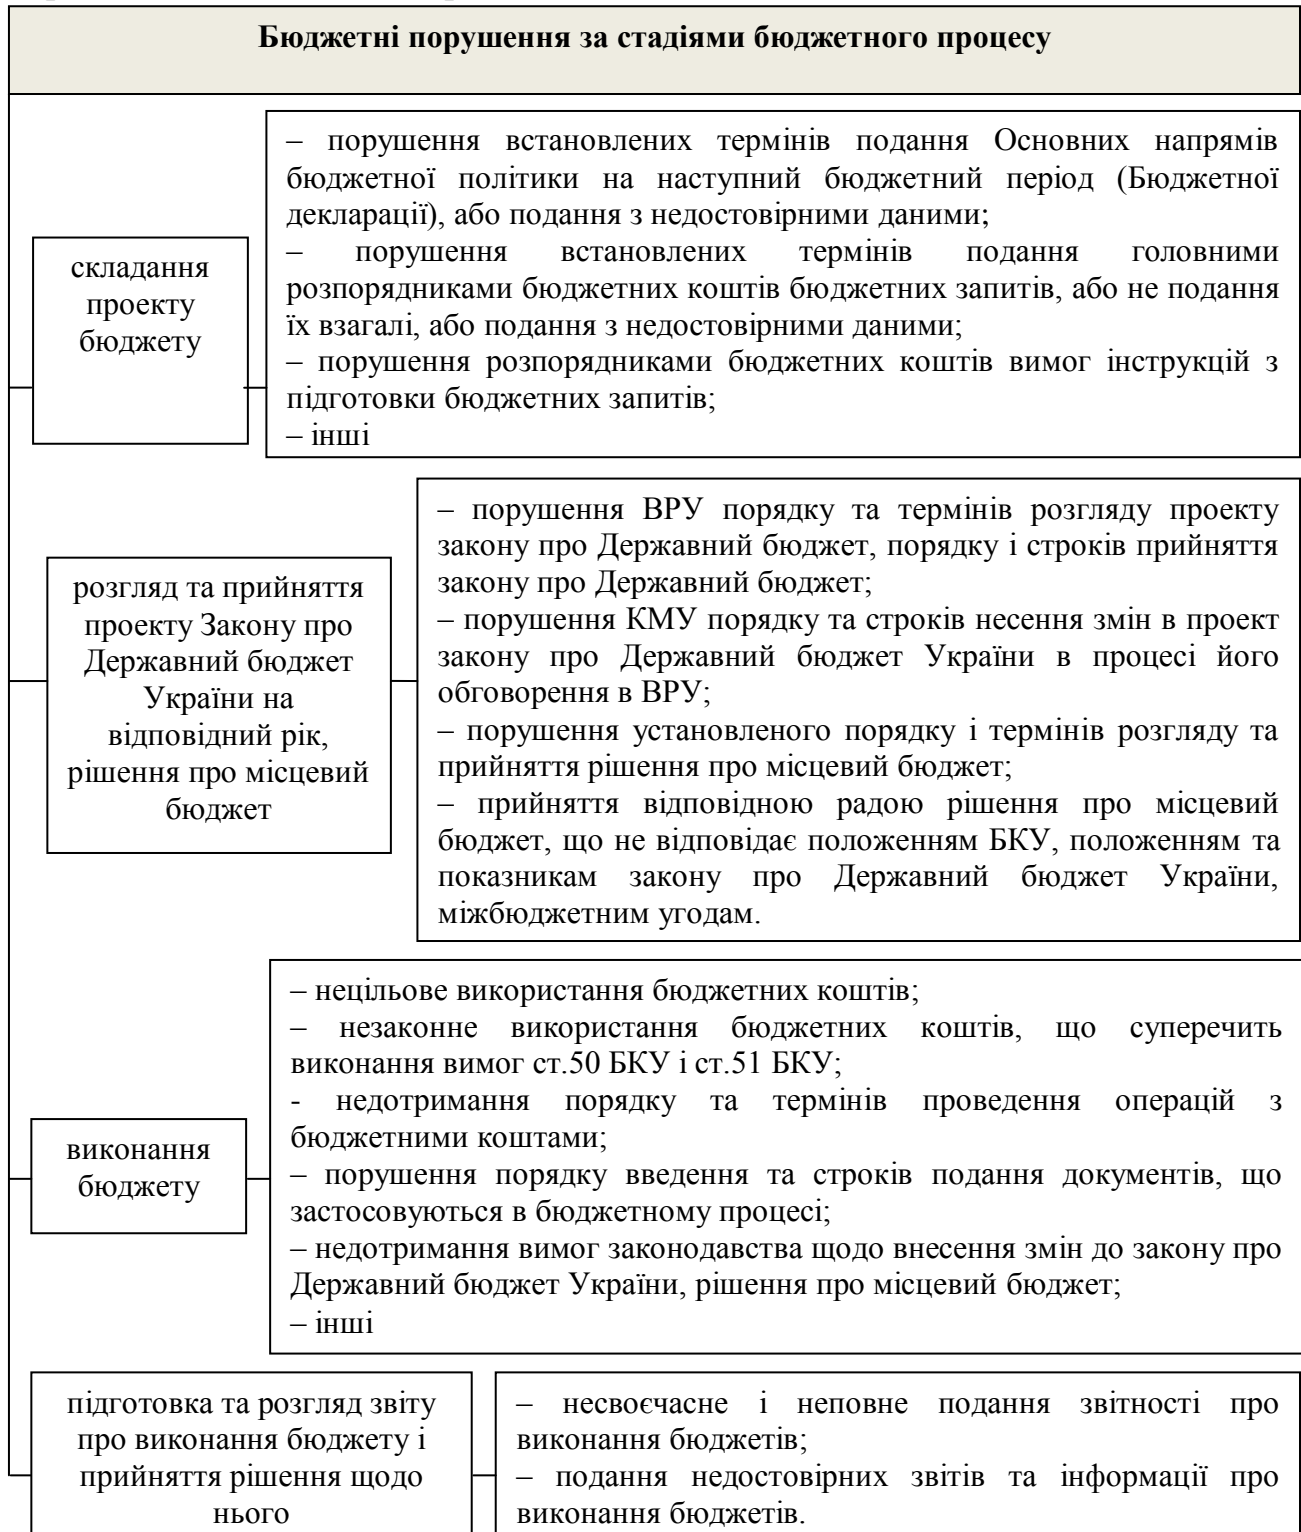 Бюджетні порушення за стадіями бюджетного процесу
складання
проекту
бюджету
– порушення встановлених термінів подання Основних напрямів
бюджетної політики на наступний бюджетний період (Бюджетної
декларації), або подання з недостовірними даними;
– порушення встановлених термінів подання головними
розпорядниками бюджетних коштів бюджетних запитів, або не подання
їх взагалі, або подання з недостовірними даними;
– порушення розпорядниками бюджетних коштів вимог інструкцій з
підготовки бюджетних запитів;
– інші
розгляд та прийняття
проекту Закону про
Державний бюджет
України на
відповідний рік,
рішення про місцевий
бюджет
– порушення ВРУ порядку та термінів розгляду проекту
закону про Державний бюджет, порядку і строків прийняття
закону про Державний бюджет;
– порушення КМУ порядку та строків несення змін в проект
закону про Державний бюджет України в процесі його
обговорення в ВРУ;
– порушення установленого порядку і термінів розгляду та
прийняття рішення про місцевий бюджет;
– прийняття відповідною радою рішення про місцевий
бюджет, що не відповідає положенням БКУ, положенням та
показникам закону про Державний бюджет України,
міжбюджетним угодам.
виконання
бюджету
– нецільове використання бюджетних коштів;
– незаконне використання бюджетних коштів, що суперечить
виконання вимог ст.50 БКУ і ст.51 БКУ;
- недотримання порядку та термінів проведення операцій з
бюджетними коштами;
– порушення порядку введення та строків подання документів, що
застосовуються в бюджетному процесі;
– недотримання вимог законодавства щодо внесення змін до закону про
Державний бюджет України, рішення про місцевий бюджет;
– інші
підготовка та розгляд звіту
про виконання бюджету і
прийняття рішення щодо
нього
– несвоєчасне і неповне подання звітності про
виконання бюджетів;
– подання недостовірних звітів та інформації про
виконання бюджетів.